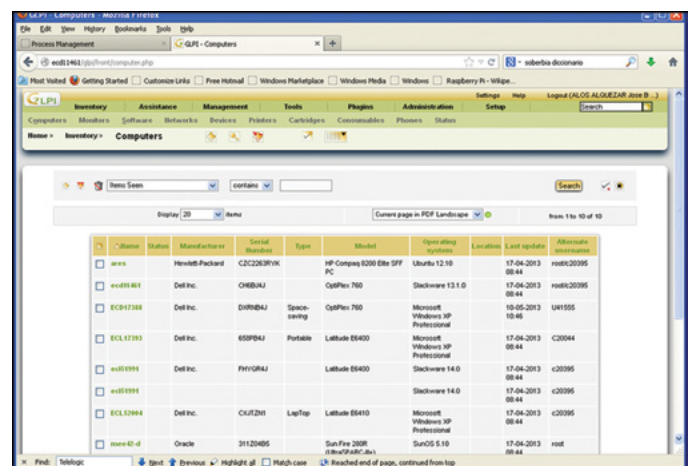 GLPI - Computers - Mozilla Firefox
File Edit View History Bookmarks Tools Help
Process Management × GLPI - Computers × +
ecdl1461/glpi/front/computer.php soberbia diccionario
Most Visited Getting Started Customize Links Free Hotmail Windows Marketplace Windows Media Windows Raspberry Pi - Wikipe...
Settings Help Logout (ALOS ALQUEZAR Jose B ...)
GLPI Inventory Assistance Management Tools Plugins Administration Setup Search
Computers Monitors Software Networks Devices Printers Cartridges Consumables Phones Status
Home > Inventory > Computers
Items Seen contains Search
Display 20 items Current page in PDF Landscape from 1 to 10 of 10
Name Status Manufacturer Serial Number Type Model Operating system Location Last update Alternate username
ares Hewlett-Packard CZC2263RYK HP Compaq 8200 Elite SFF PC Ubuntu 12.10 17-04-2013 08:44 root/c20395
ecdl1461 Dell Inc. CH6BJ4J OptiPlex 760 Slackware 13.1.0 17-04-2013 08:44 root/c20395
ECD17388 Dell Inc. DXRNB4J Space-saving OptiPlex 760 Microsoft Windows XP Professional 10-05-2013 10:46 U41555
ECL17393 Dell Inc. 6S8PB4J Portable Latitude E6400 Microsoft Windows XP Professional 17-04-2013 08:44 C20044
ecl51991 Dell Inc. FHYGR4J Latitude E6400 Slackware 14.0 17-04-2013 08:44 c20395
ecl51991 Slackware 14.0 17-04-2013 08:44 c20395
ECL52004 Dell Inc. CXJTZN1 LapTop Latitude E6410 Microsoft Windows XP Professional 17-04-2013 08:44 c20395
mee42-d Oracle 311Z04B5 Sun Fire 280R (UltraSPARC-III+) SunOS 5.10 17-04-2013 08:44 root
× Find: Telelogic Next Previous Highlight all Match case Reached end of page, continued from top